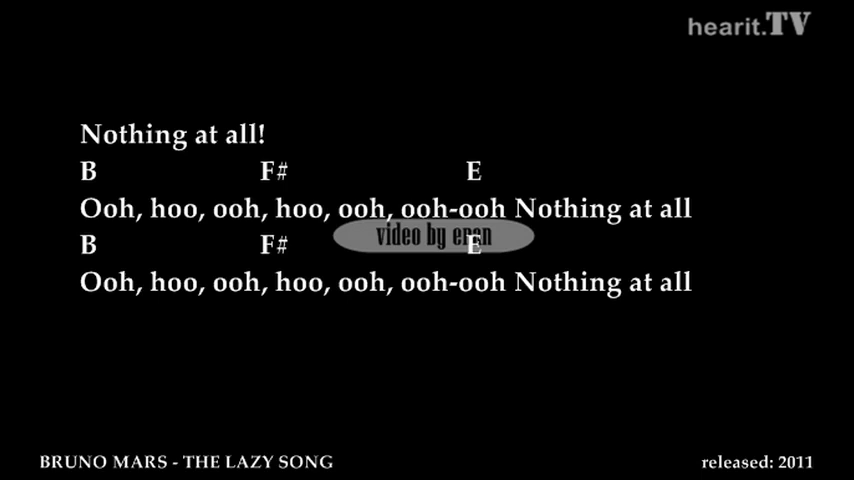 hearit.TV
Nothing at all!
B F# E
Ooh, hoo, ooh, hoo, ooh, ooh-ooh Nothing at all
video by eren
B F# E
Ooh, hoo, ooh, hoo, ooh, ooh-ooh Nothing at all
BRUNO MARS - THE LAZY SONG
released: 2011